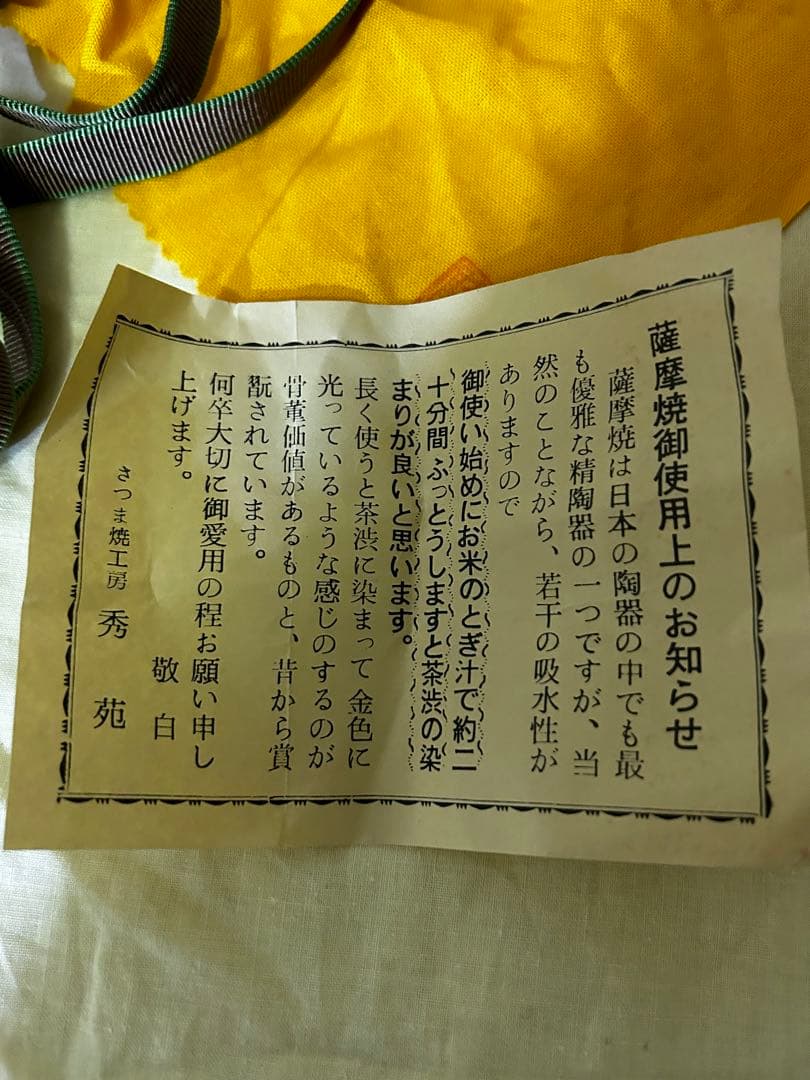 薩摩焼御使用上のお知らせ
薩摩焼は日本の陶器の中でも最
も優雅な精陶器の一つですが、当
然のことながら、若干の吸水性が
ありますので
御使い始めにお米のとぎ汁で約二
十分間ふっとうしますと茶渋の染
まりが良いと思います。
長く使うと茶渋に染まって金色に
光っているような感じのするのが
骨董価値があるものと、昔から賞
翫されています。
何卒大切に御愛用の程お願い申し
上げます。
敬白
さつま焼工房 秀苑